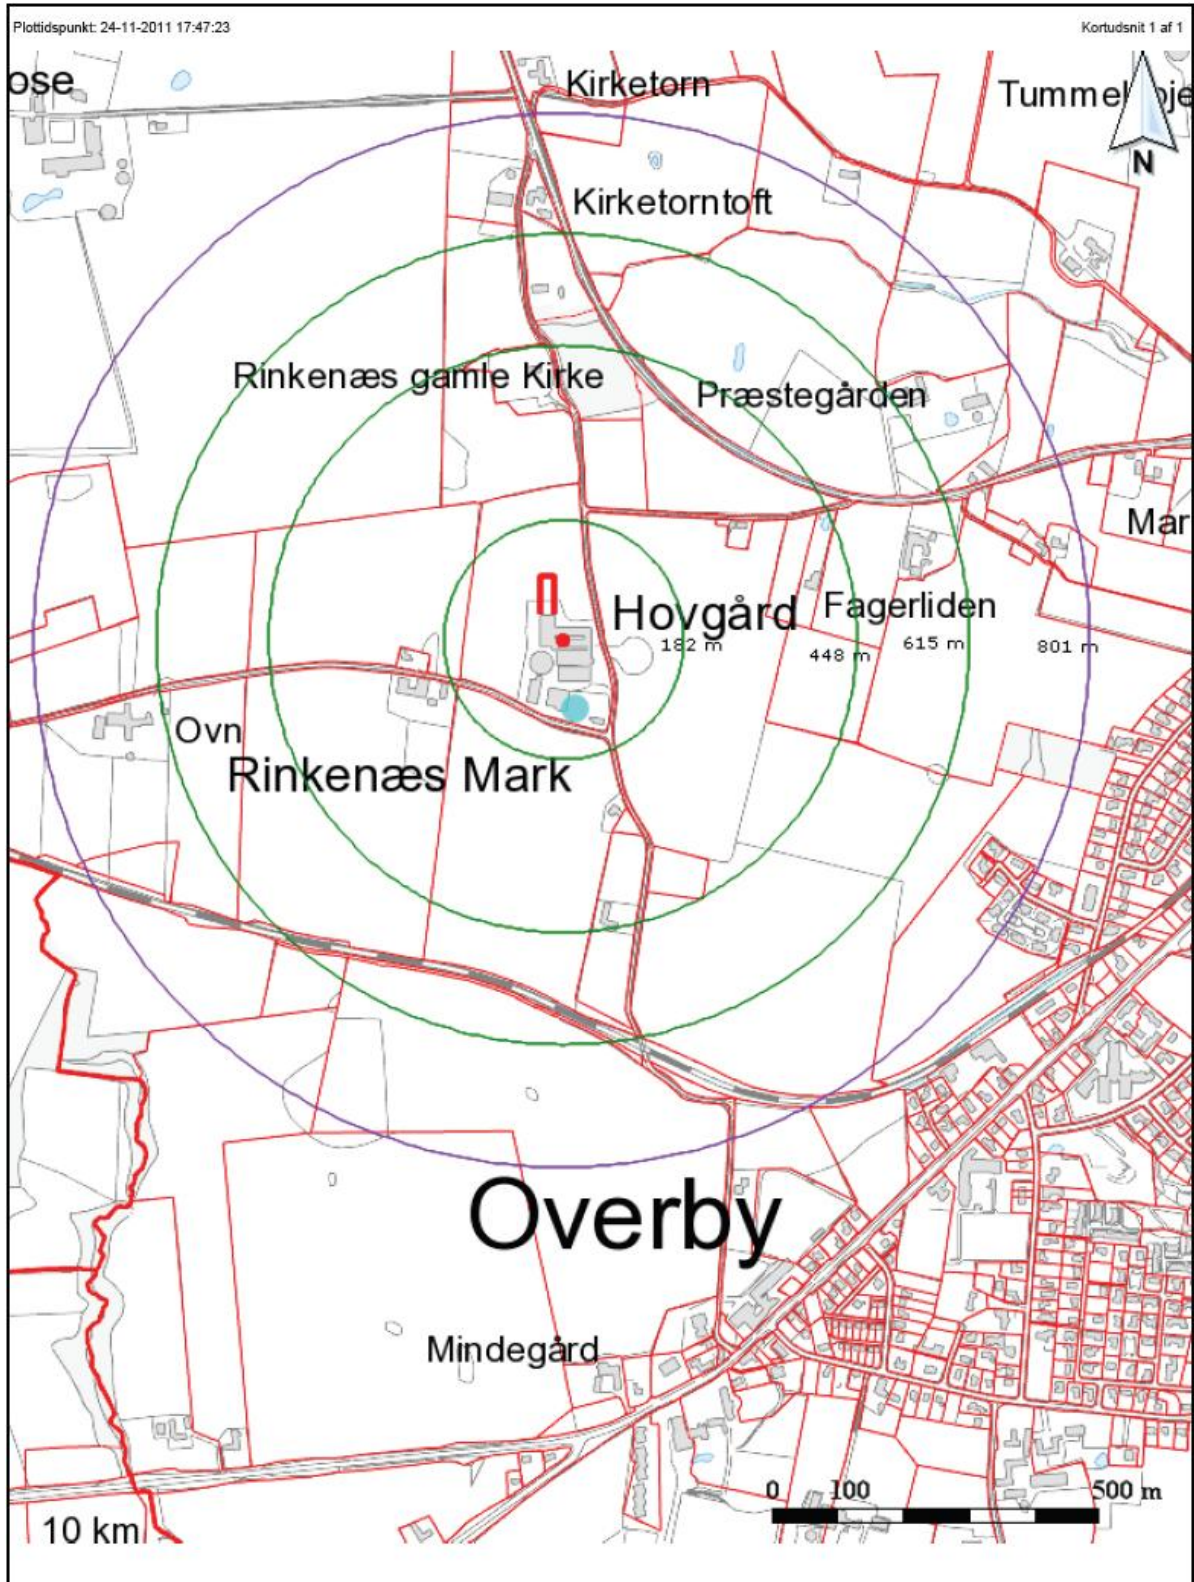 Plottidspunkt: 24-11-2011 17:47:23
Kortudsnit 1 af 1
ose
Kirketorn
N
Kirketorntoft
Rinkenæs gamle Kirke
Præstegården
Mar
Hovgård
Fagerliden
182 m
448 m
615 m
801 m
Ovn
Rinkenæs Mark
Overby
Mindegård
0 100 500 m
10 km